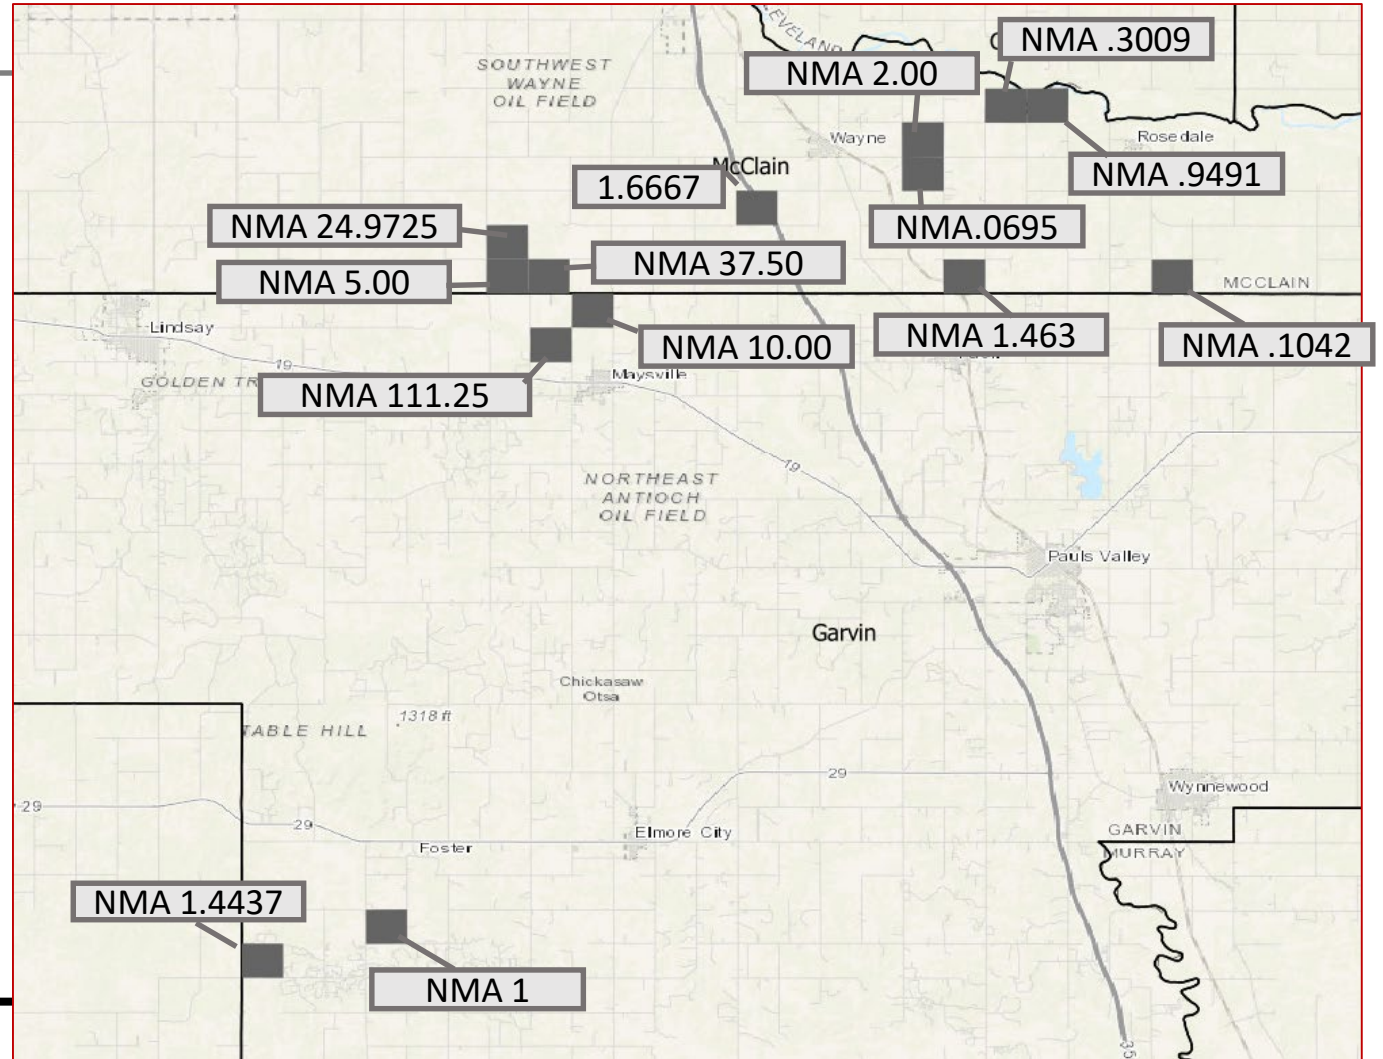 NMA .3009
NMA 2.00
CLEVELAND
SOUTHWEST
WAYNE
OIL FIELD
Wayne
Rosedale
McClain
NMA .9491
1.6667
NMA 24.9725
NMA.0695
NMA 37.50
NMA 5.00
MCCLAIN
Lindsay
NMA 1.463
NMA 10.00
NMA .1042
19
GOLDEN TR
Maysville
NMA 111.25
19
NORTHEAST
ANTIOCH
OIL FIELD
Pauls Valley
Garvin
Chickasaw
Otsa
1318 ft
TABLE HILL
29
Wynnewood
29
29
Elmore City
GARVIN
Foster
MURRAY
NMA 1.4437
NMA 1
35